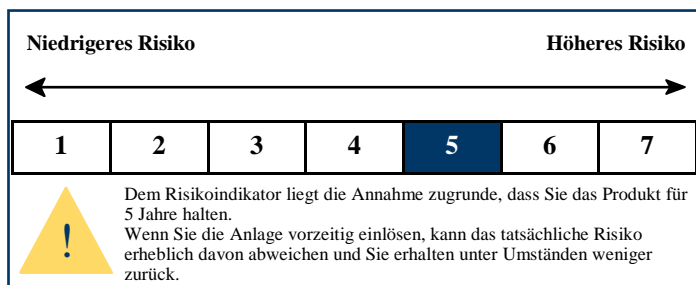 Niedrigeres Risiko Höheres Risiko
1 2 3 4 5 6 7
!
Dem Risikoindikator liegt die Annahme zugrunde, dass Sie das Produkt für
5 Jahre halten.
Wenn Sie die Anlage vorzeitig einlösen, kann das tatsächliche Risiko
erheblich davon abweichen und Sie erhalten unter Umständen weniger
zurück.